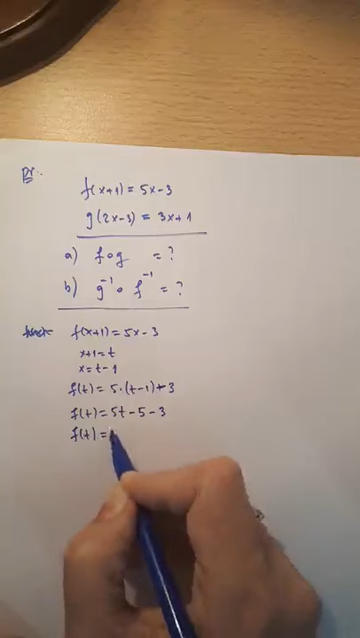 Pr.
f(x+1) = 5x-3
g(2x-3) = 3x+1
a) f∘g = ?
b) g⁻¹∘f⁻¹ = ?
f(x+1) = 5x-3
x+1=t
x=t-1
f(t) = 5·(t-1)-3
f(t) = 5t-5-3
f(t) =